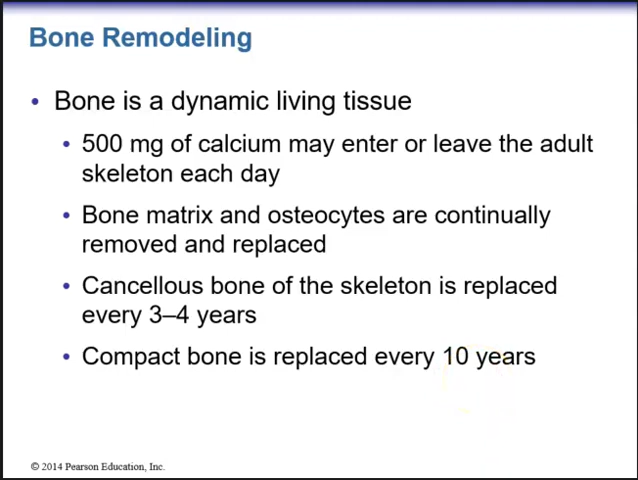 Bone Remodeling
• Bone is a dynamic living tissue
• 500 mg of calcium may enter or leave the adult
skeleton each day
• Bone matrix and osteocytes are continually
removed and replaced
• Cancellous bone of the skeleton is replaced
every 3–4 years
• Compact bone is replaced every 10 years
© 2014 Pearson Education, Inc.